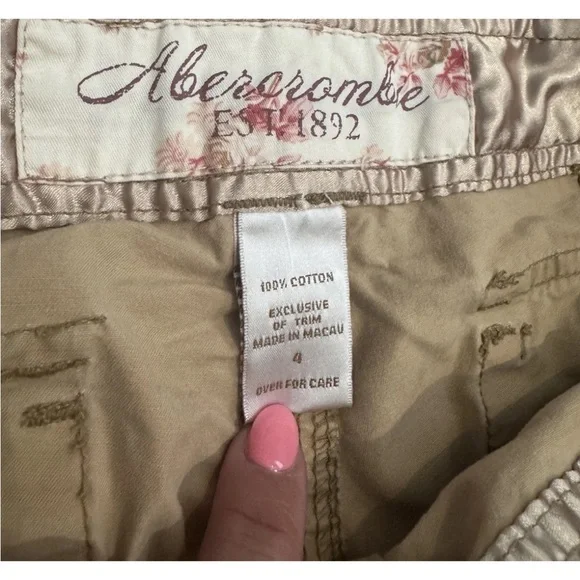 Abercrombie
EST. 1892
100% COTTON
EXCLUSIVE
OF TRIM
MADE IN MACAU
4
OVER FOR CARE